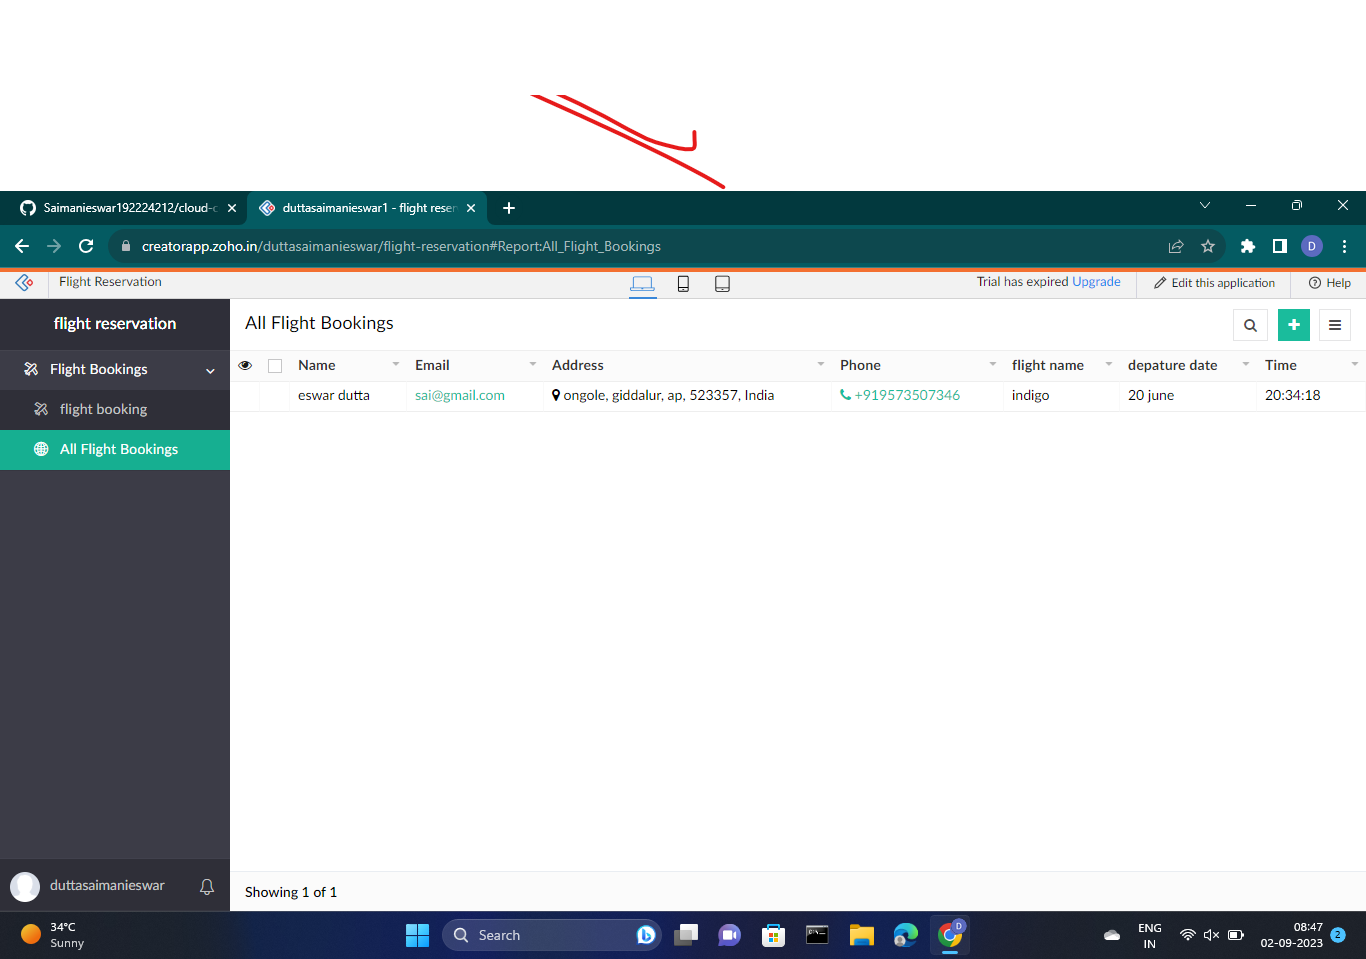 Saimanieswar192224212/cloud-c
duttasaimanieswar1 - flight reser
creatorapp.zoho.in/duttasaimanieswar/flight-reservation#Report:All_Flight_Bookings
D
Flight Reservation
Trial has expired Upgrade
Edit this application
Help
flight reservation
All Flight Bookings
Flight Bookings
flight booking
All Flight Bookings
Name Email Address Phone flight name depature date Time
eswar dutta sai@gmail.com ongole, giddalur, ap, 523357, India +919573507346 indigo 20 june 20:34:18
duttasaimanieswar
Showing 1 of 1
34°C
Sunny
Search
D
ENG
IN
08:47
02-09-2023
2